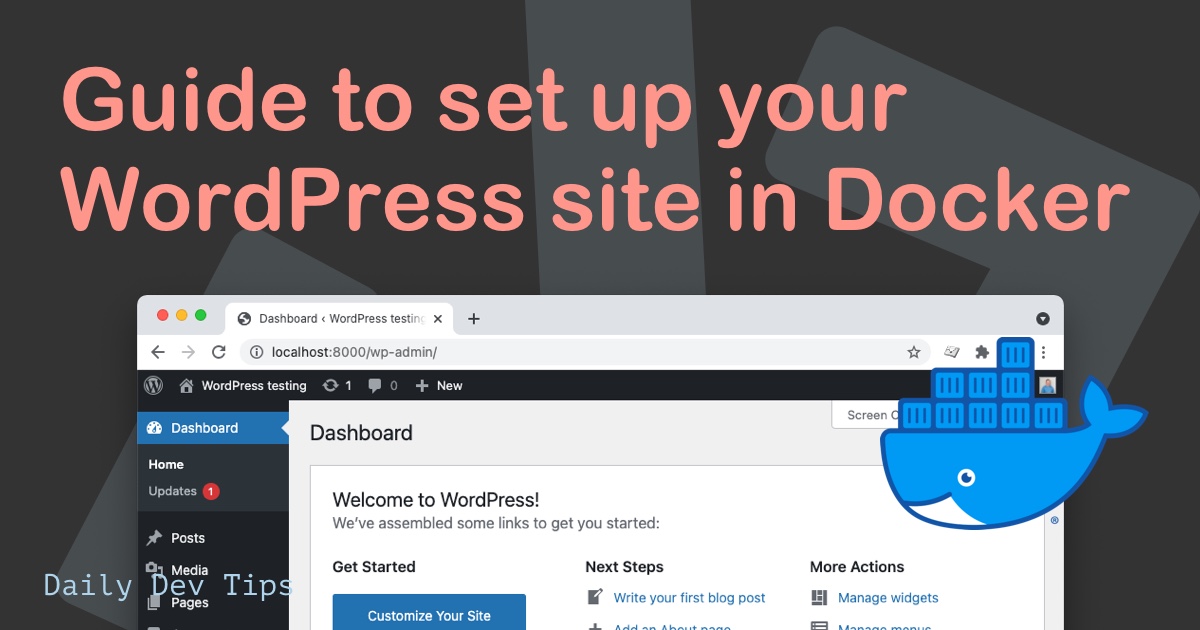 Guide to set up your
WordPress site in Docker
Dashboard ‹ WordPress testing
localhost:8000/wp-admin/
WordPress testing 1 0 New
Dashboard
Screen
Dashboard
Home
Updates 1
Welcome to WordPress!
We've assembled some links to get you started:
Posts
Get Started Next Steps More Actions
Media
Daily Dev Tips
Pages
Write your first blog post Manage widgets
Customize Your Site
Add an About page Manage menus